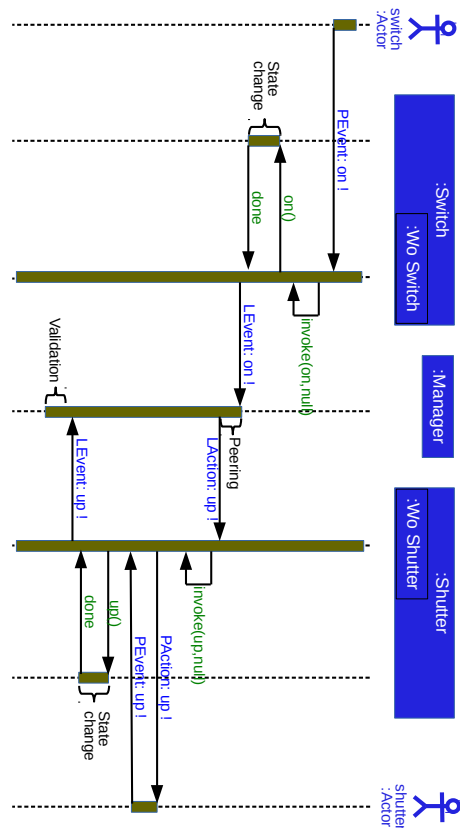 switch
:Actor
:Switch
:Wo Switch
:Manager
:Shutter
:Wo Shutter
shutter
:Actor
PEvent: on !
invoke(on,null)
on()
State
change
done
LEvent: on !
Peering
LAction: up !
invoke(up,null)
PAction: up !
PEvent: up !
up()
State
change
done
LEvent: up !
Validation